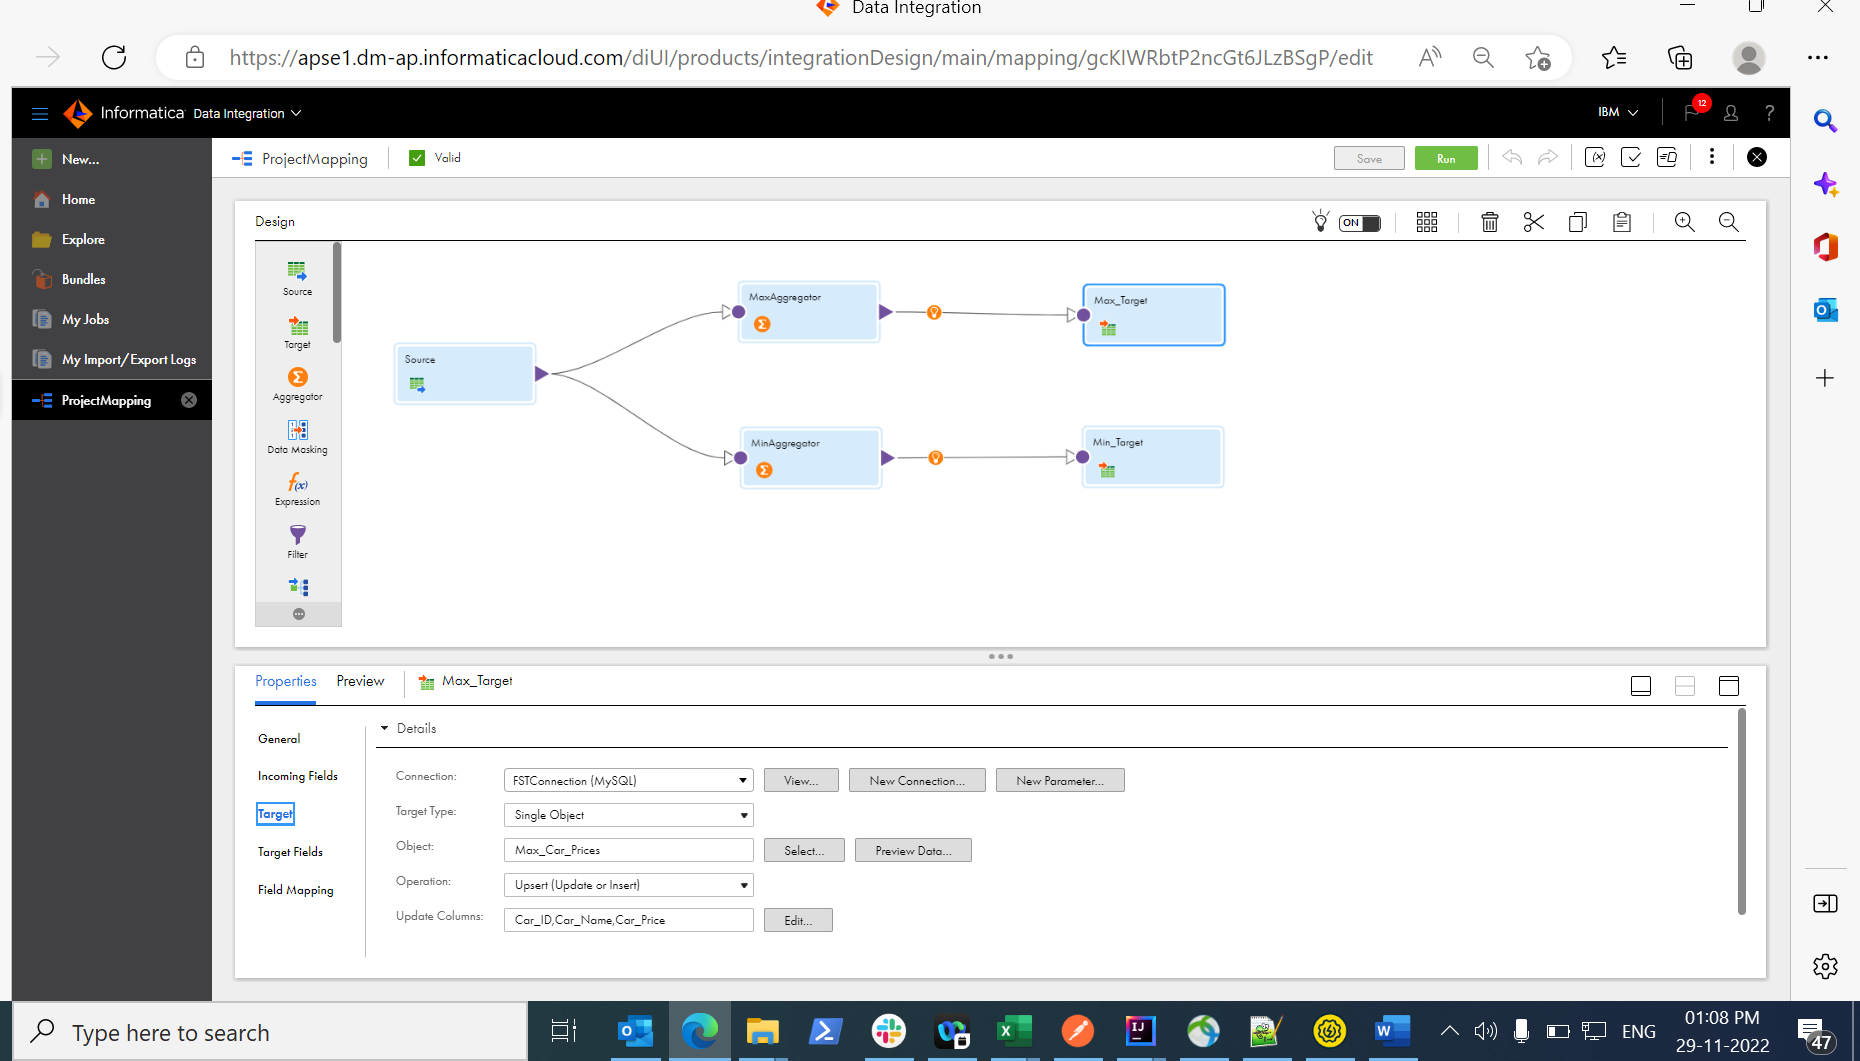 Data Integration
https://apse1.dm-ap.informaticacloud.com/diUI/products/integrationDesign/main/mapping/gcKIWRbtP2ncGt6JLzBSgP/edit
Informatica Data Integration
IBM
12
?
New...
Home
Explore
Bundles
My Jobs
My Import/Export Logs
ProjectMapping
ProjectMapping
Valid
Save
Run
Design
ON
Source
Target
Aggregator
Data Masking
Expression
Filter
Source
MaxAggregator
Max_Target
MinAggregator
Min_Target
Properties
Preview
Max_Target
General
Incoming Fields
Target
Target Fields
Field Mapping
Details
Connection: FSTConnection (MySQL) View... New Connection... New Parameter...
Target Type: Single Object
Object: Max_Car_Prices Select... Preview Data...
Operation: Upsert (Update or Insert)
Update Columns: Car_ID,Car_Name,Car_Price Edit...
Type here to search
ENG
01:08 PM
29-11-2022
47